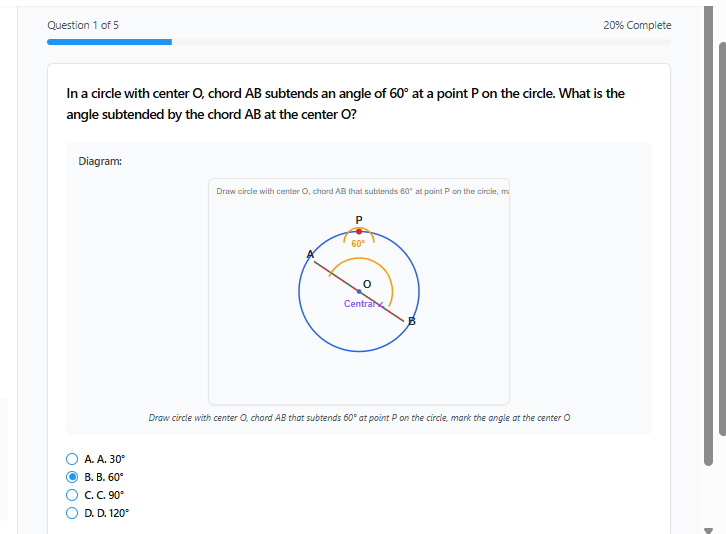 Question 1 of 5
20% Complete
In a circle with center O, chord AB subtends an angle of 60° at a point P on the circle. What is the
angle subtended by the chord AB at the center O?
Diagram:
Draw circle with center O, chord AB that subtends 60° at point P on the circle, m
P
60°
A
O
Central
B
Draw circle with center O, chord AB that subtends 60° at point P on the circle, mark the angle at the center O
A. A. 30°
B. B. 60°
C. C. 90°
D. D. 120°